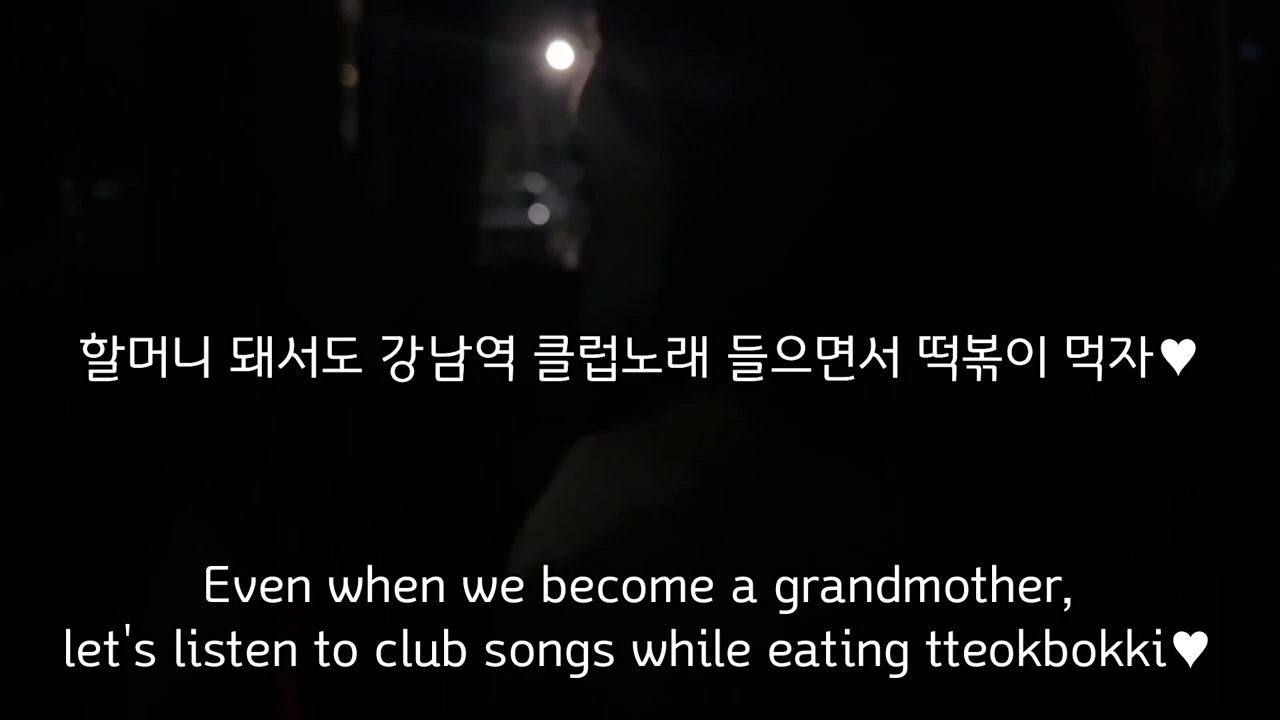 할머니 돼서도 강남역 클럽노래 들으면서 떡볶이 먹자♥
Even when we become a grandmother,
let's listen to club songs while eating tteokbokki♥